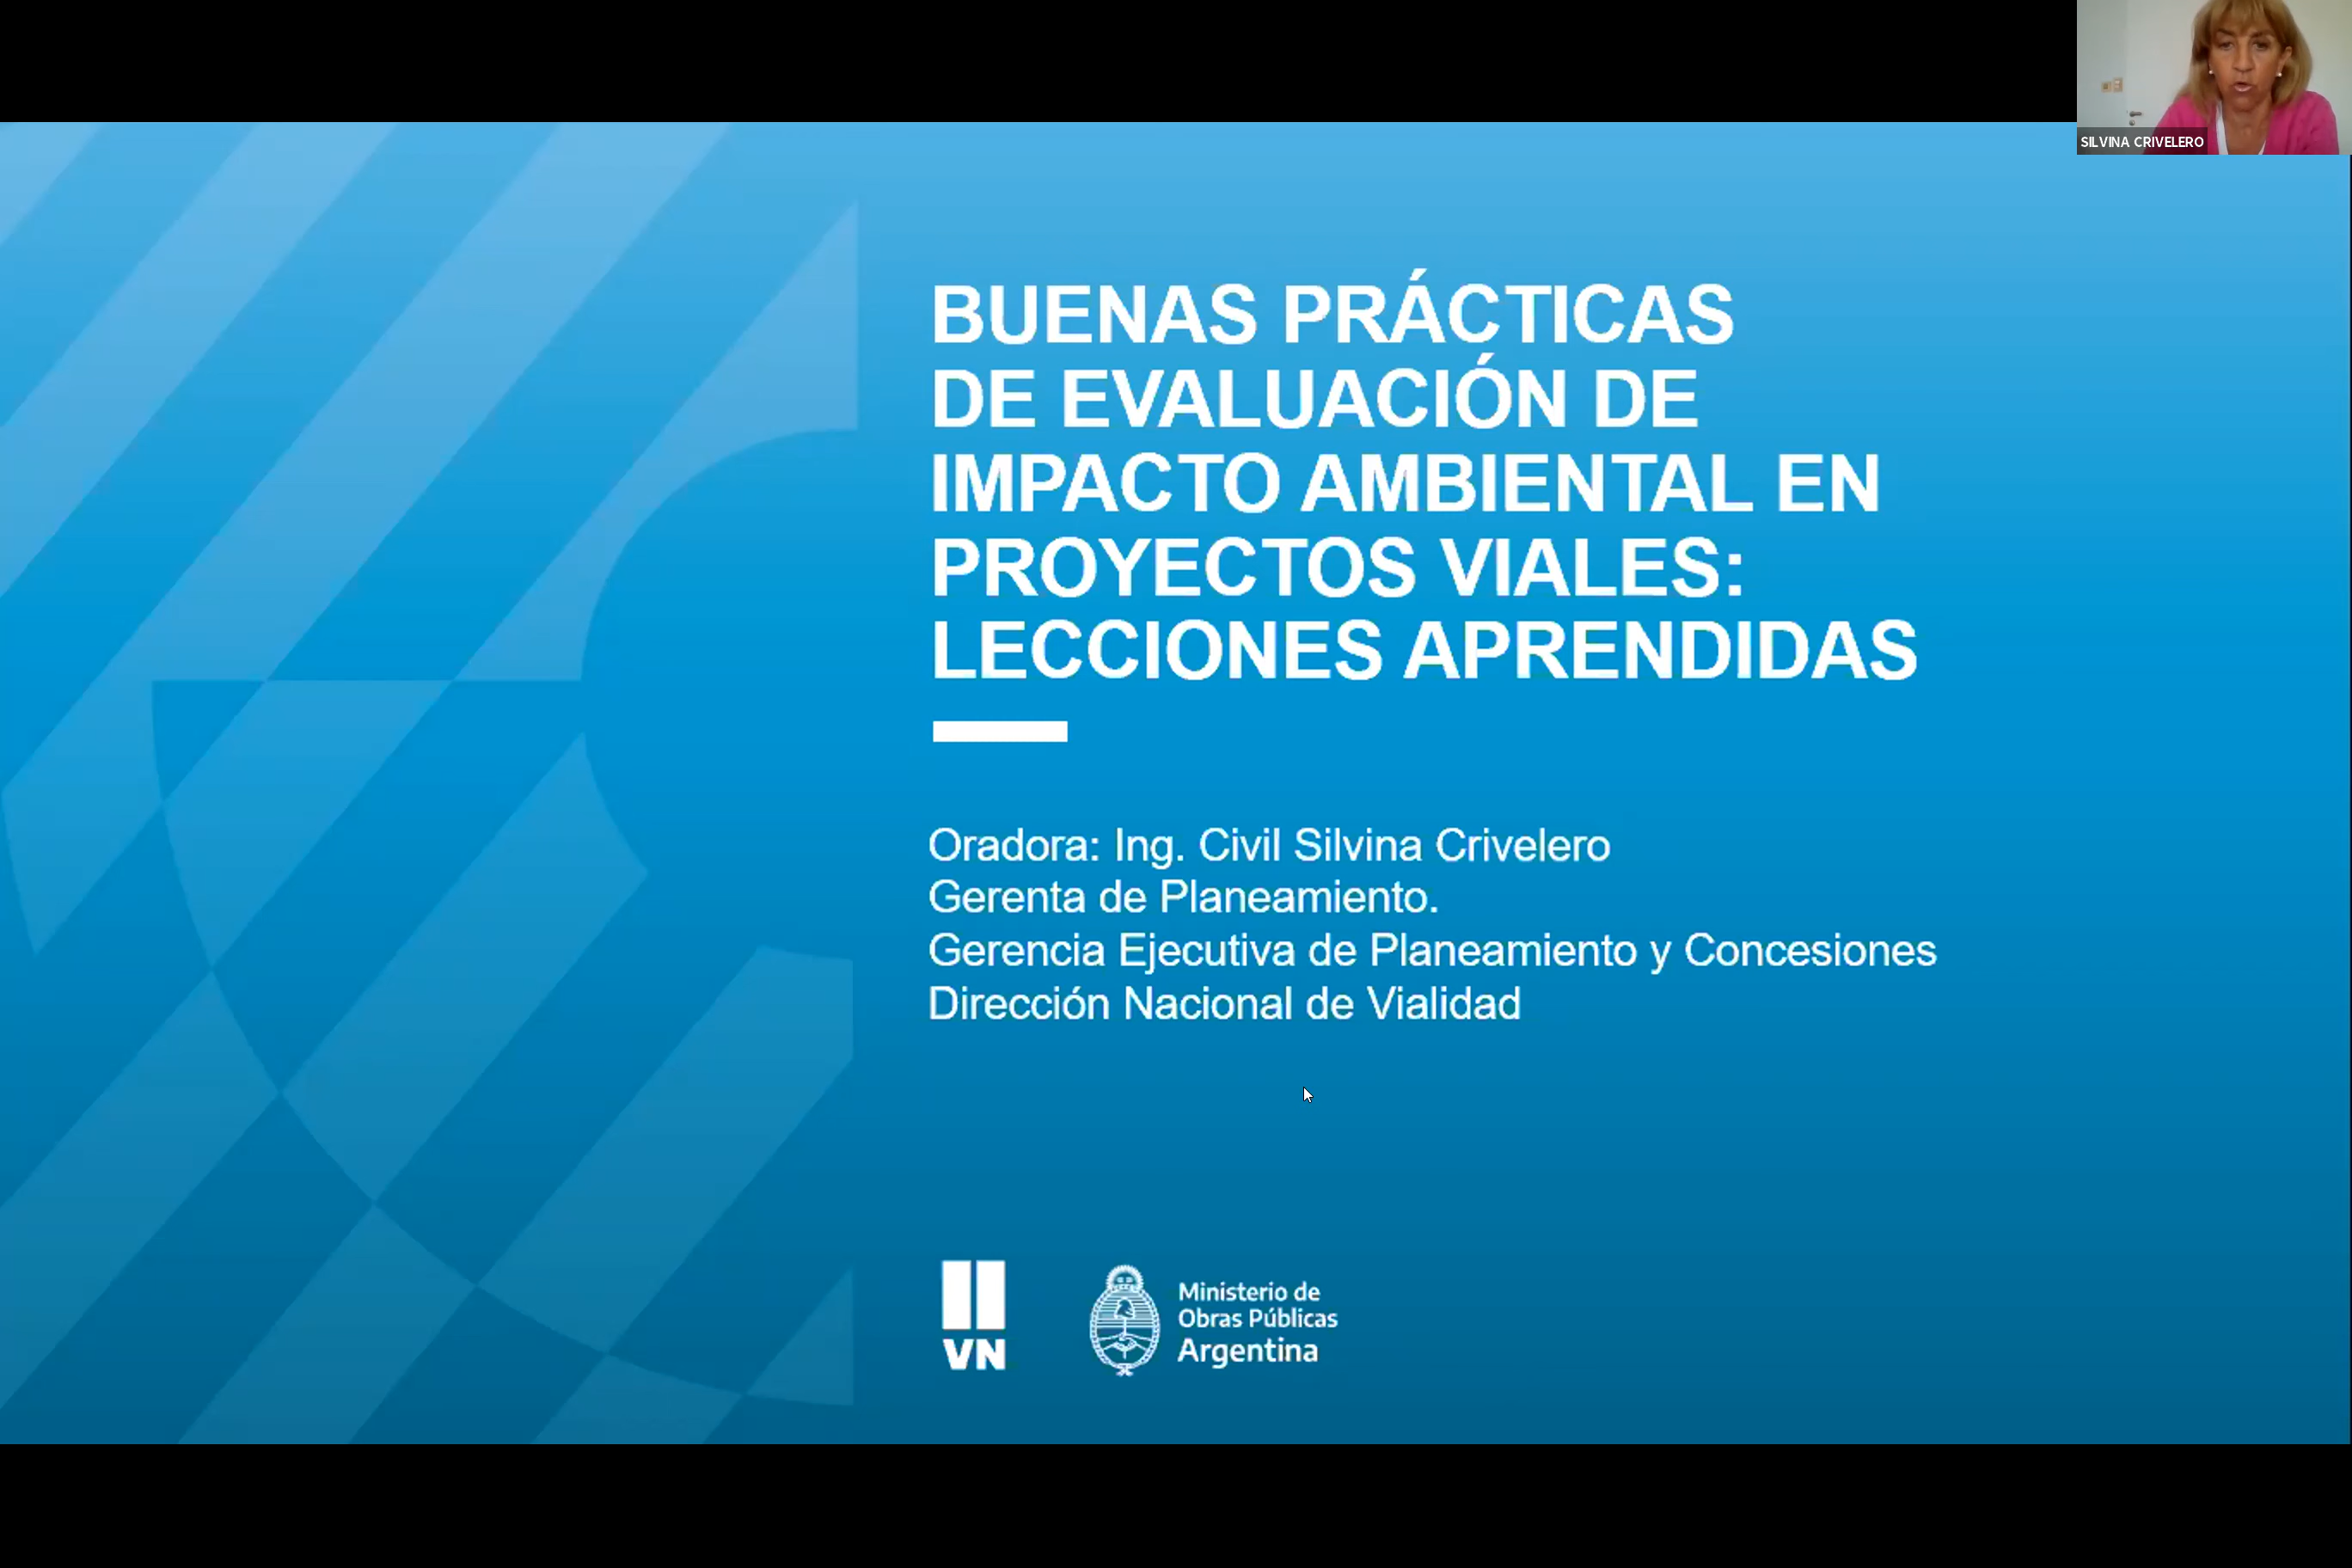 SILVINA CRIVELERO
BUENAS PRÁCTICAS
DE EVALUACIÓN DE
IMPACTO AMBIENTAL EN
PROYECTOS VIALES:
LECCIONES APRENDIDAS
Oradora: Ing. Civil Silvina Crivelero
Gerenta de Planeamiento.
Gerencia Ejecutiva de Planeamiento y Concesiones
Dirección Nacional de Vialidad
VN
Ministerio de
Obras Públicas
Argentina